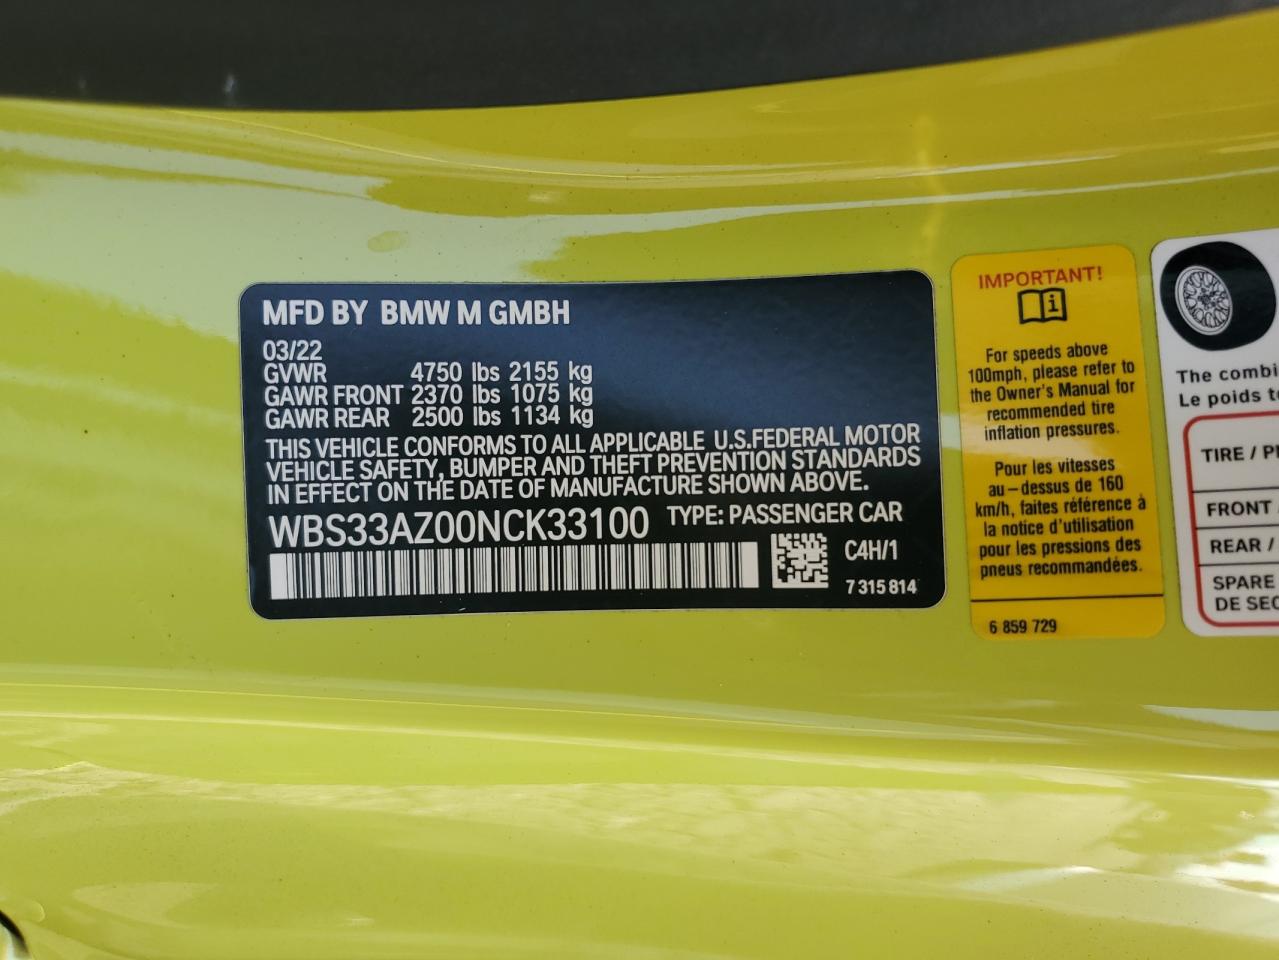 MFD BY BMW M GMBH
03/22
GVWR 4750 lbs 2155 kg
GAWR FRONT 2370 lbs 1075 kg
GAWR REAR 2500 lbs 1134 kg
THIS VEHICLE CONFORMS TO ALL APPLICABLE U.S.FEDERAL MOTOR
VEHICLE SAFETY, BUMPER AND THEFT PREVENTION STANDARDS
IN EFFECT ON THE DATE OF MANUFACTURE SHOWN ABOVE.
WBS33AZ00NCK33100 TYPE: PASSENGER CAR
C4H/1
7 315 814
IMPORTANT!
For speeds above
100mph, please refer to
the Owner's Manual for
recommended tire
inflation pressures.
Pour les vitesses
au-dessus de 160
km/h, faites référence à
la notice d'utilisation
pour les pressions des
pneus recommandées.
6 859 729
The combi
Le poids t
TIRE / P
FRONT
REAR /
SPARE
DE SEC